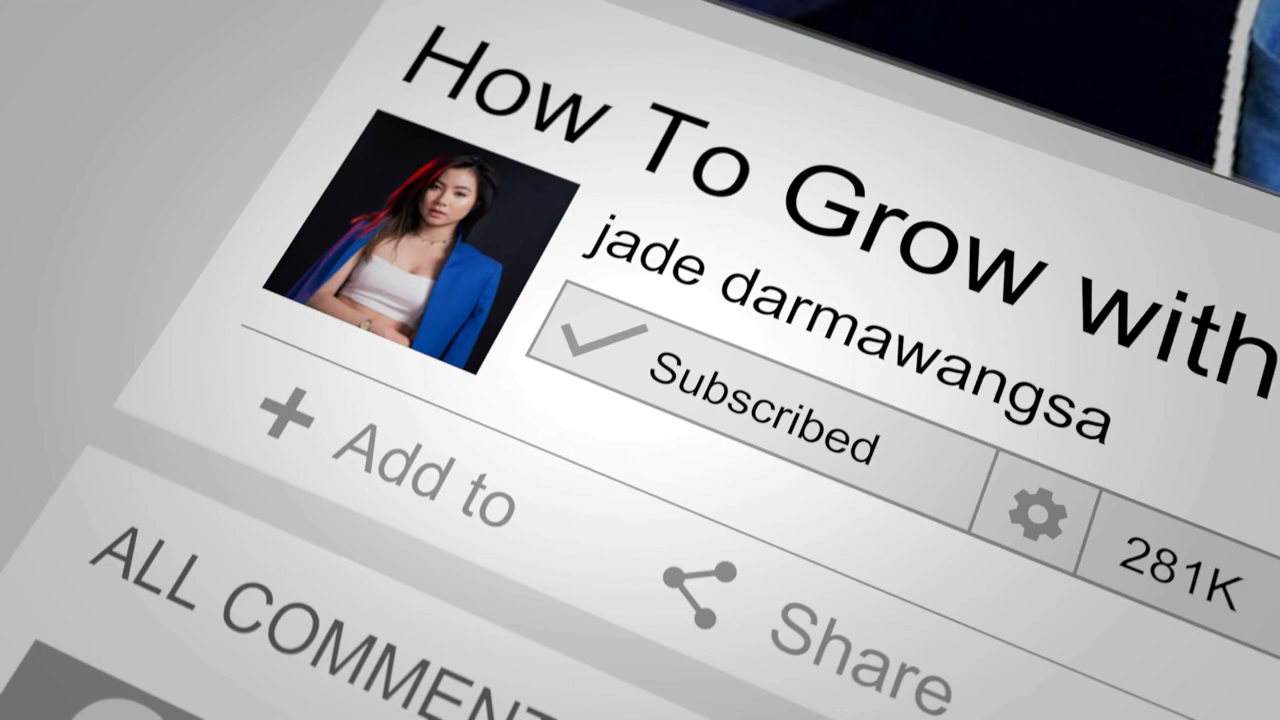 How To Grow with
jade darmawangsa
Subscribed
281K
Add to
Share
ALL COMMENT